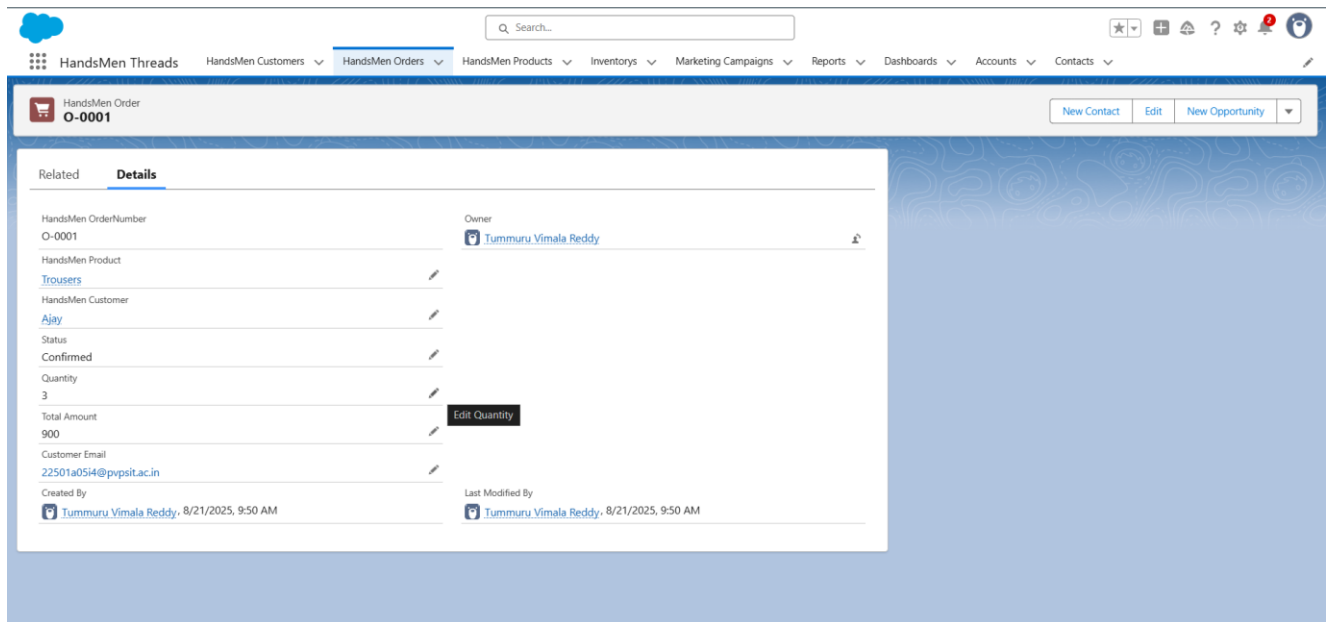 Search...
2
HandsMen Threads HandsMen Customers HandsMen Orders HandsMen Products Inventorys Marketing Campaigns Reports Dashboards Accounts Contacts
HandsMen Order
O-0001
New Contact Edit New Opportunity
Related Details
HandsMen OrderNumber
O-0001
Owner
Tummuru Vimala Reddy
HandsMen Product
Trousers
HandsMen Customer
Ajay
Status
Confirmed
Quantity
3
Edit Quantity
Total Amount
900
Customer Email
22501a05i4@pvpsit.ac.in
Created By
Tummuru Vimala Reddy, 8/21/2025, 9:50 AM
Last Modified By
Tummuru Vimala Reddy, 8/21/2025, 9:50 AM